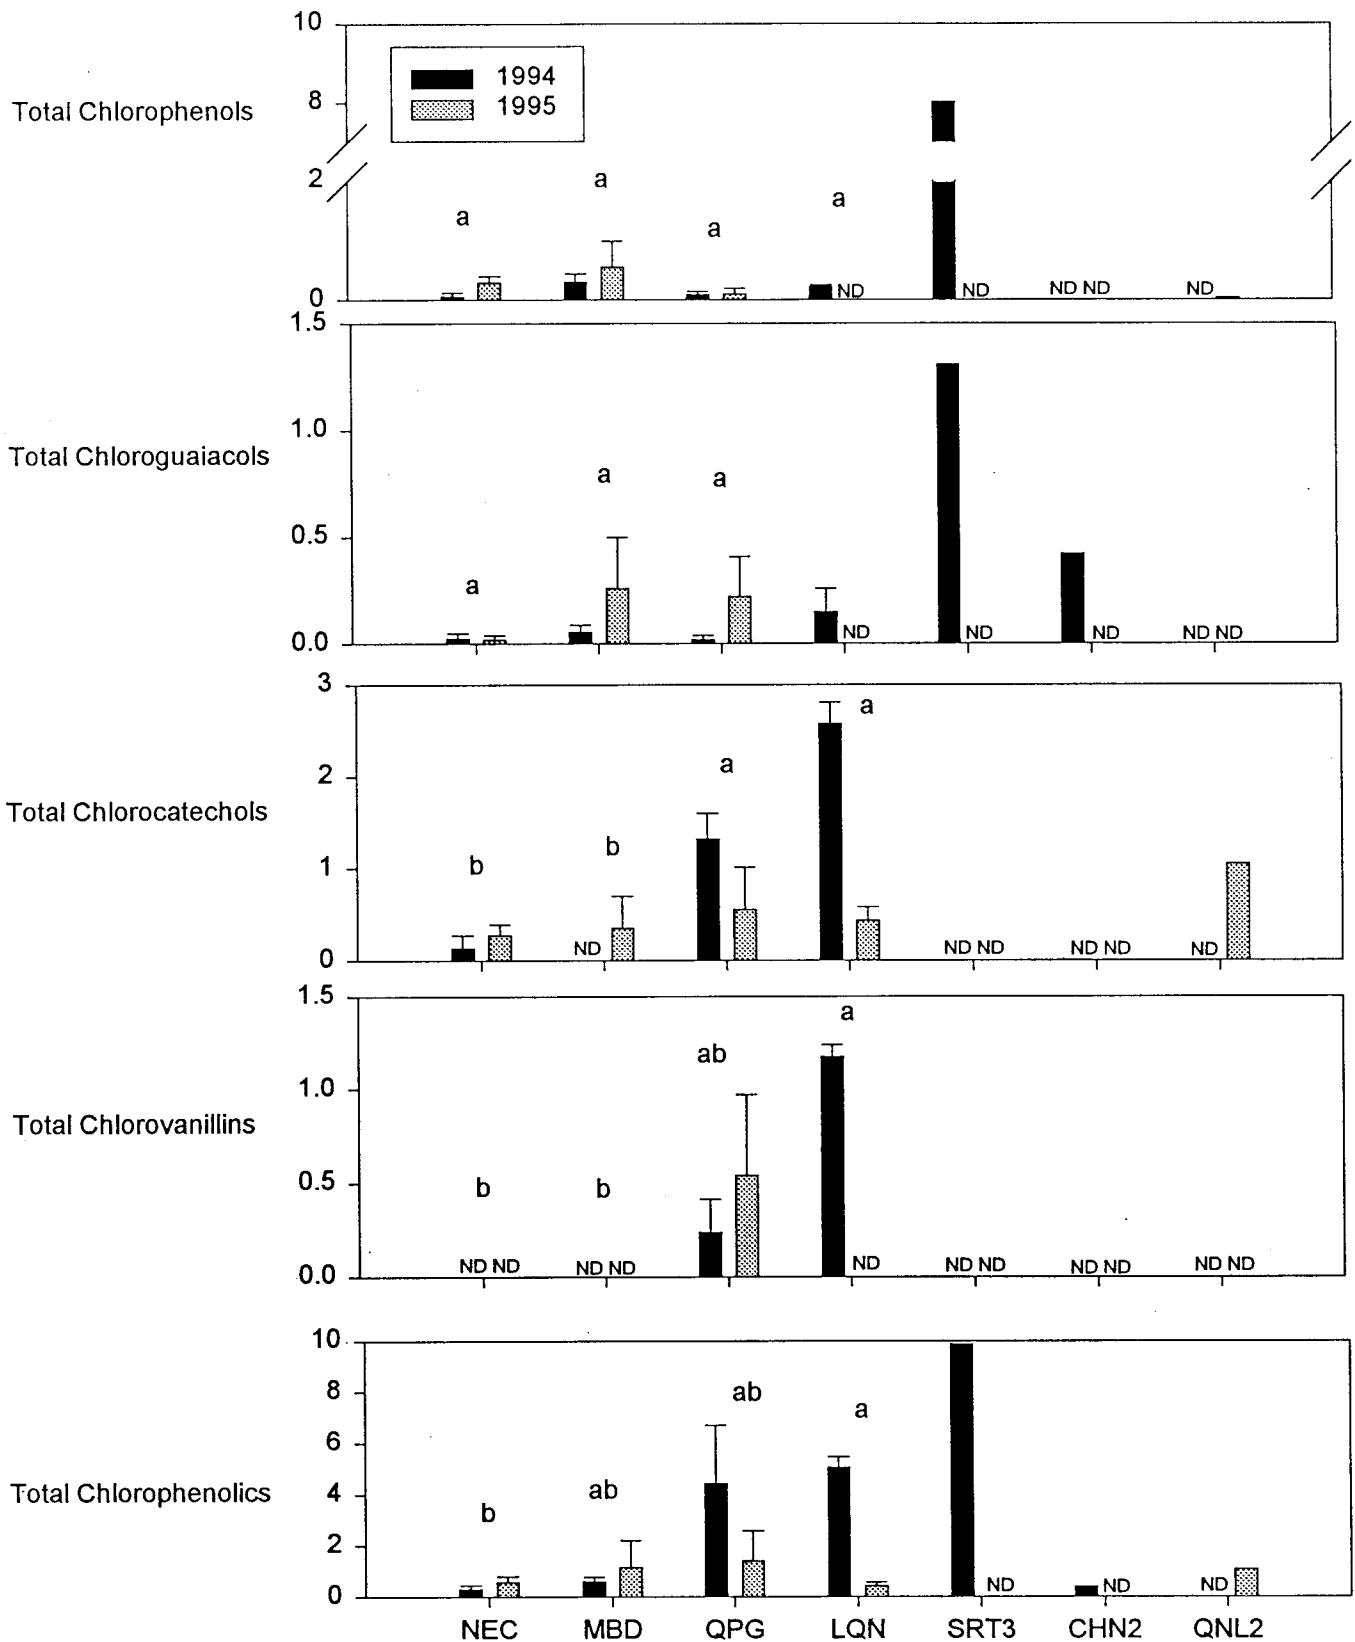 10
1994
8
1995
Total Chlorophenols
2
a
a
a
a
0
ND
ND
ND ND
ND
1.5
1.0
Total Chloroguaiacols
a
a
0.5
a
0.0
ND
ND
ND
ND ND
3
a
2
a
Total Chlorocatechols
b
b
1
ND
ND ND
ND ND
ND
0
1.5
a
ab
1.0
Total Chlorovanillins
0.5
b
b
ND ND
ND ND
ND
ND ND
ND ND
ND ND
0.0
10
8
ab
a
6
Total Chlorophenolics
4
ab
b
2
ND
ND
ND
0
NEC MBD QPG LQN SRT3 CHN2 QNL2